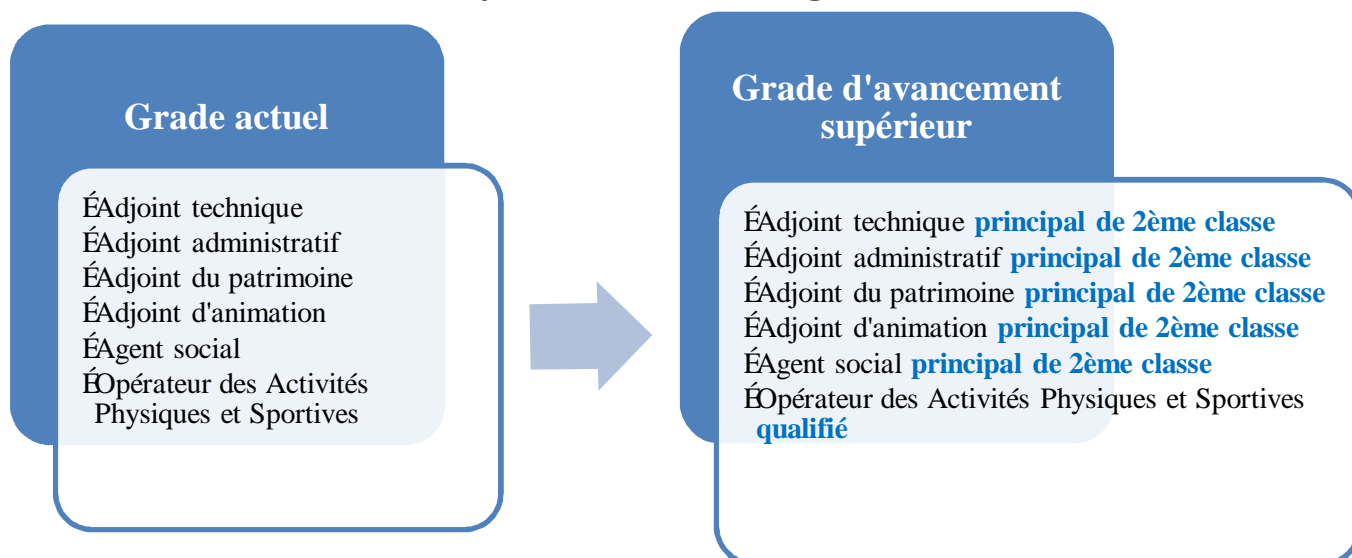 Grade actuel
ÉAdjoint technique
ÉAdjoint administratif
ÉAdjoint du patrimoine
ÉAdjoint d'animation
ÉAgent social
ÉOpérateur des Activités
Physiques et Sportives
Grade d'avancement
supérieur
ÉAdjoint technique principal de 2ème classe
ÉAdjoint administratif principal de 2ème classe
ÉAdjoint du patrimoine principal de 2ème classe
ÉAdjoint d'animation principal de 2ème classe
ÉAgent social principal de 2ème classe
ÉOpérateur des Activités Physiques et Sportives
qualifié